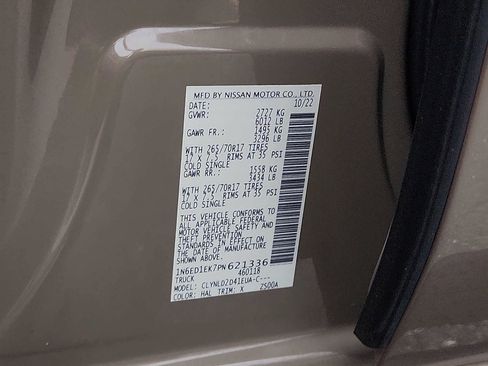 MFD BY NISSAN MOTOR CO., LTD.
DATE: 10/22
GVWR: 2727 KG
6012 LB
GAWR FR.: 1495 KG
3296 LB
WITH 265/70R17 TIRES
17 X 7.5 RIMS AT 35 PSI
COLD SINGLE
GAWR RR.: 1558 KG
3434 LB
WITH 265/70R17 TIRES
17 X 7.5 RIMS AT 35 PSI
COLD SINGLE
THIS VEHICLE CONFORMS TO
ALL APPLICABLE FEDERAL
MOTOR VEHICLE SAFETY AND
THEFT PREVENTION
STANDARDS IN EFFECT ON
THE DATE OF MANUFACTURE
SHOWN ABOVE.
1N6ED1EK7PN621336
TRUCK 460118
MODEL: CLYNLD2D41EUA-C---
COLOR: HAL TRIM: X 2500A